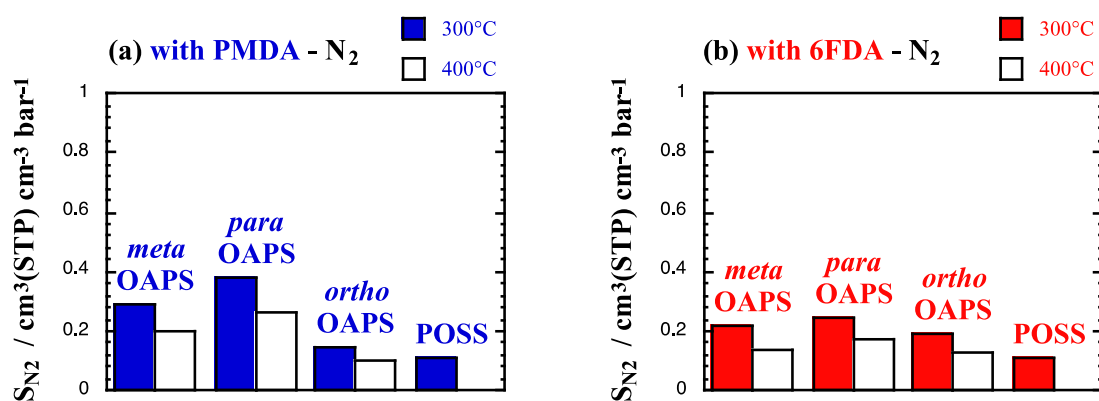 (a) with PMDA - N₂
300°C
400°C
S_N2 / cm³(STP) cm⁻³ bar⁻¹
1
0.8
0.6
0.4
0.2
0
meta
OAPS
para
OAPS
ortho
OAPS
POSS
(b) with 6FDA - N₂
300°C
400°C
S_N2 / cm³(STP) cm⁻³ bar⁻¹
1
0.8
0.6
0.4
0.2
0
meta
OAPS
para
OAPS
ortho
OAPS
POSS